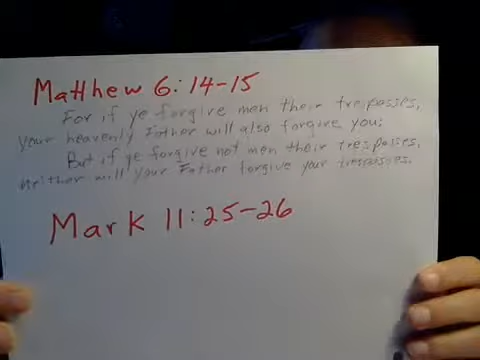 Matthew 6:14-15
For if ye forgive men their trespasses,
your heavenly Father will also forgive you:
But if ye forgive not men their trespasses,
neither will your Father forgive your trespasses.
Mark 11:25-26